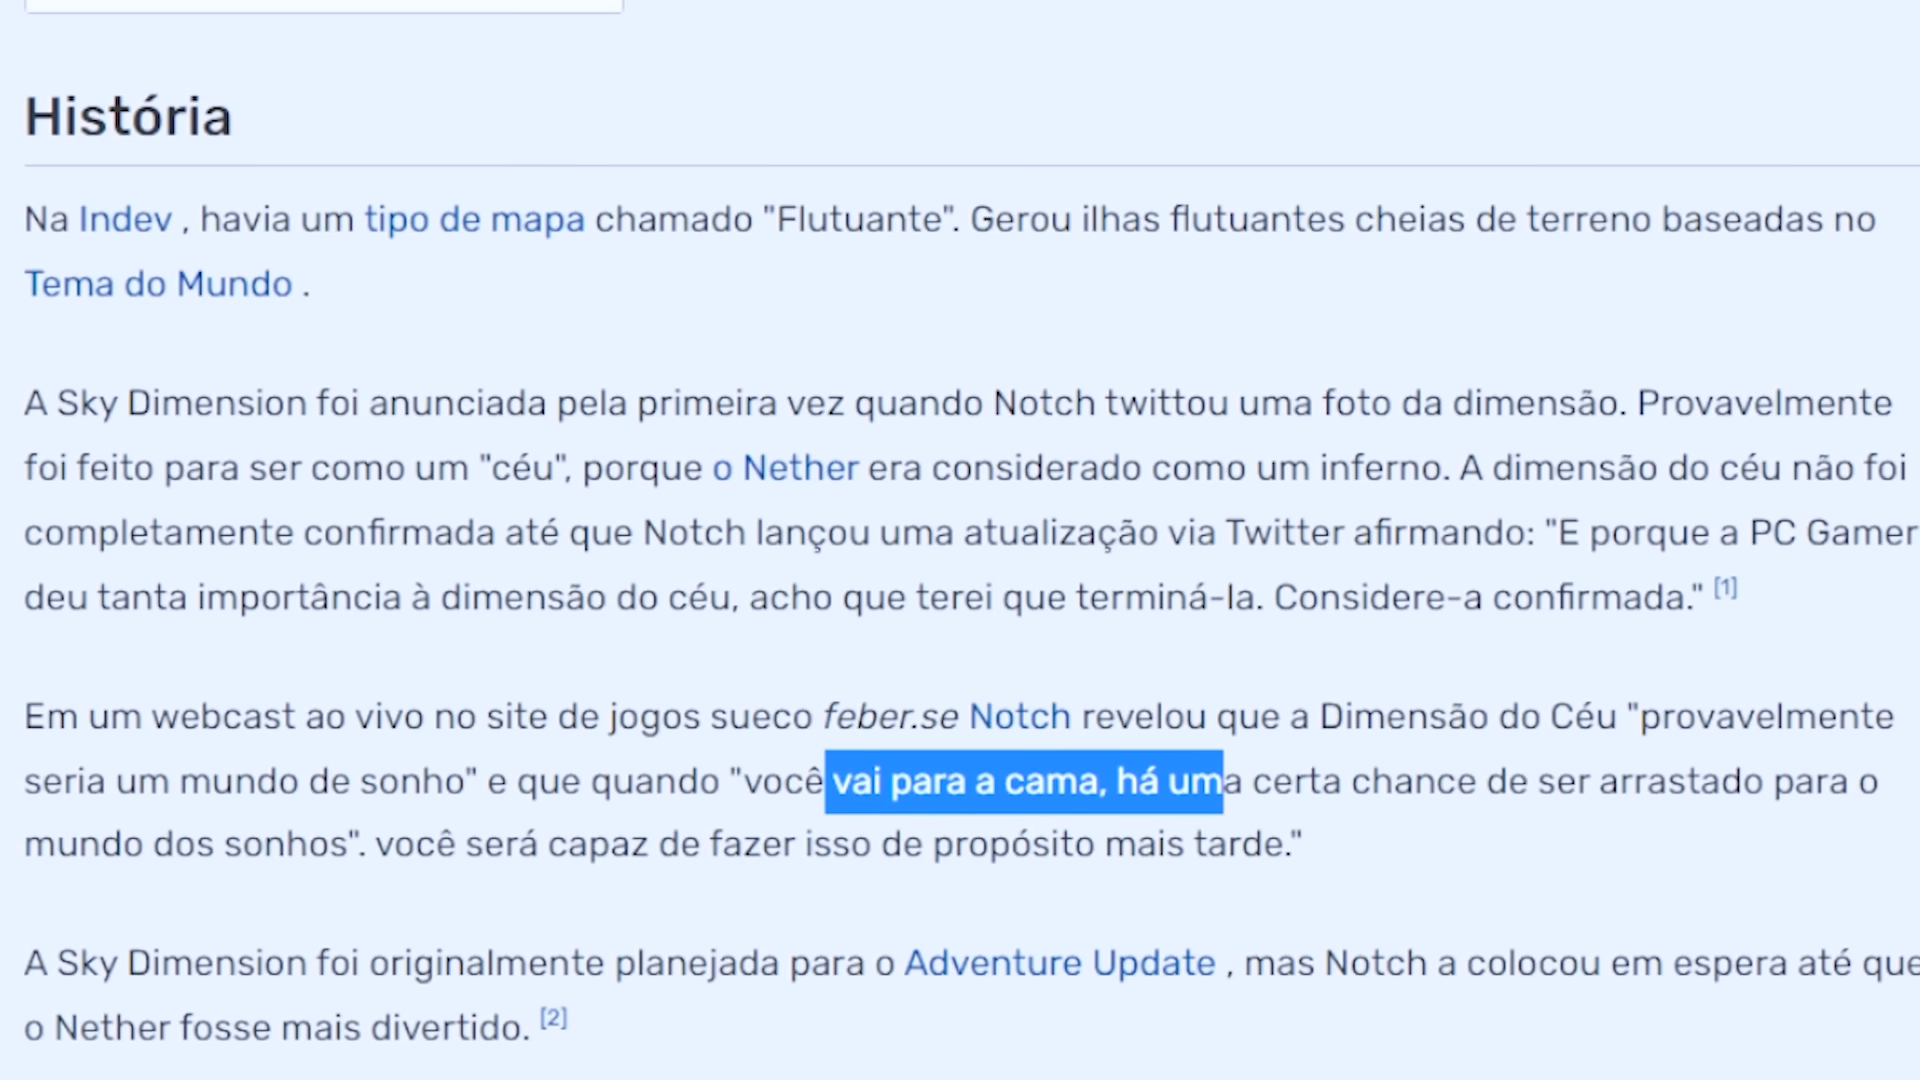 História
Na Indev , havia um tipo de mapa chamado "Flutuante". Gerou ilhas flutuantes cheias de terreno baseadas no
Tema do Mundo .
A Sky Dimension foi anunciada pela primeira vez quando Notch twittou uma foto da dimensão. Provavelmente
foi feito para ser como um "céu", porque o Nether era considerado como um inferno. A dimensão do céu não foi
completamente confirmada até que Notch lançou uma atualização via Twitter afirmando: "E porque a PC Gamer
deu tanta importância à dimensão do céu, acho que terei que terminá-la. Considere-a confirmada." [1]
Em um webcast ao vivo no site de jogos sueco feber.se Notch revelou que a Dimensão do Céu "provavelmente
seria um mundo de sonho" e que quando "você vai para a cama, há uma certa chance de ser arrastado para o
mundo dos sonhos". você será capaz de fazer isso de propósito mais tarde."
A Sky Dimension foi originalmente planejada para o Adventure Update , mas Notch a colocou em espera até que
o Nether fosse mais divertido. [2]